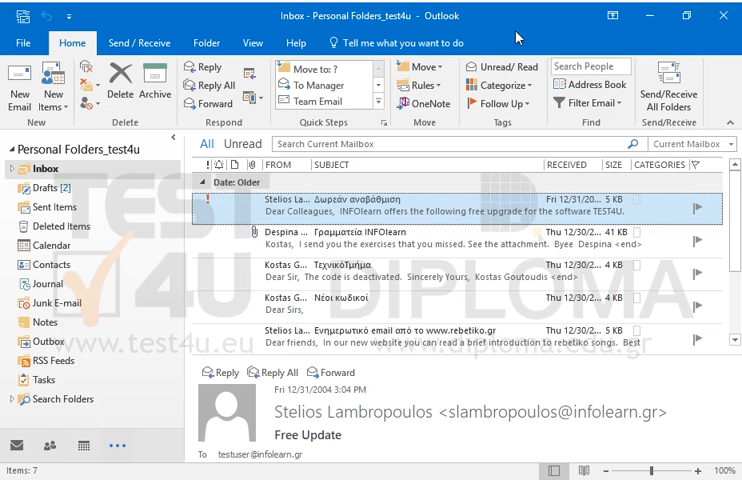 Inbox - Personal Folders_test4u - Outlook
File Home Send / Receive Folder View Help Tell me what you want to do
New Email
New Items
New
Delete
Archive
Delete
Reply
Reply All
Forward
Respond
Move to: ?
To Manager
Team Email
Quick Steps
Move
Rules
OneNote
Move
Unread/ Read
Categorize
Follow Up
Tags
Search People
Address Book
Filter Email
Find
Send/Receive All Folders
Send/Receive
Personal Folders_test4u
Inbox
Drafts [2]
Sent Items
Deleted Items
Calendar
Contacts
Journal
Junk E-mail
Notes
Outbox
RSS Feeds
Tasks
Search Folders
All Unread Search Current Mailbox Current Mailbox
! FROM SUBJECT RECEIVED SIZE CATEGORIES
Date: Older
! Stelios La... Δωρεάν αναβάθμιση Fri 12/31/20... 5 KB
Dear Colleagues, INFOlearn offers the following free upgrade for the software TEST4U.
Despina ... Γραμματεία INFOlearn Thu 12/30/2... 41 KB
Kostas, I send you the exercises that you missed. See the attachment. Byee Despina <end>
Kostas G... ΤεχνικόΤμήμα Thu 12/30/2... 4 KB
Dear Sir, The code is deactivated. Sincerely Yours, Kostas Goutoudis <end>
Kostas G... Νέοι κωδικοί Thu 12/30/2... 4 KB
Dear Sirs,
Stelios La... Ενημερωτικό email από το www.rebetiko.gr Thu 12/30/2... 5 KB
Dear friends, In our new website you can read a brief introduction to rebetiko songs. Best
Reply Reply All Forward
Fri 12/31/2004 3:04 PM
Stelios Lambropoulos <slambropoulos@infolearn.gr>
Free Update
To testuser@infolearn.gr
Items: 7
100%
TEST 4U
www.test4u.eu
DIPLOMA
www.diploma.edu.gr